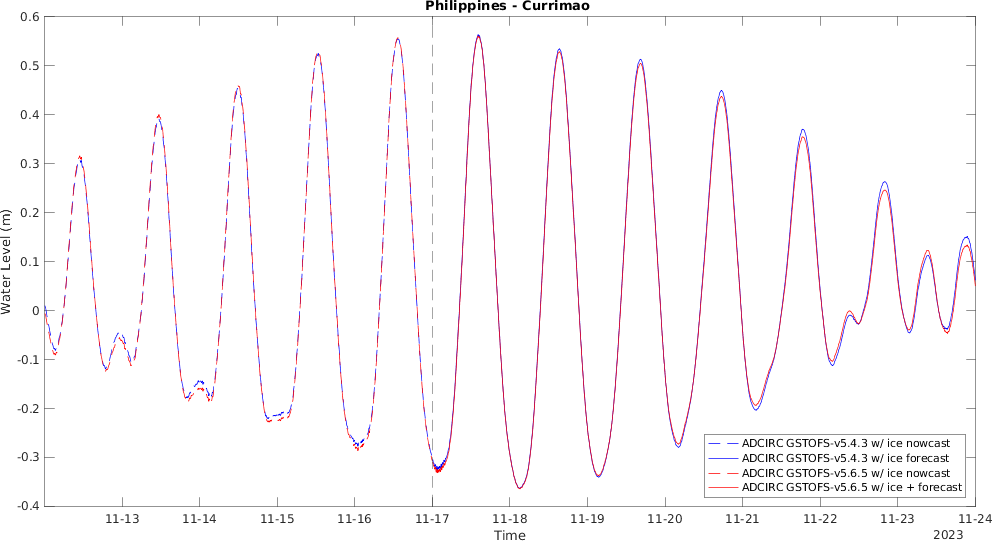 Philippines - Currimao
0.6
0.5
0.4
0.3
0.2
0.1
0
-0.1
-0.2
-0.3
-0.4
Water Level (m)
ADCIRC GSTOFS-v5.4.3 w/ ice nowcast
ADCIRC GSTOFS-v5.4.3 w/ ice forecast
ADCIRC GSTOFS-v5.6.5 w/ ice nowcast
ADCIRC GSTOFS-v5.6.5 w/ ice + forecast
11-13 11-14 11-15 11-16 11-17 11-18 11-19 11-20 11-21 11-22 11-23 11-24
Time
2023